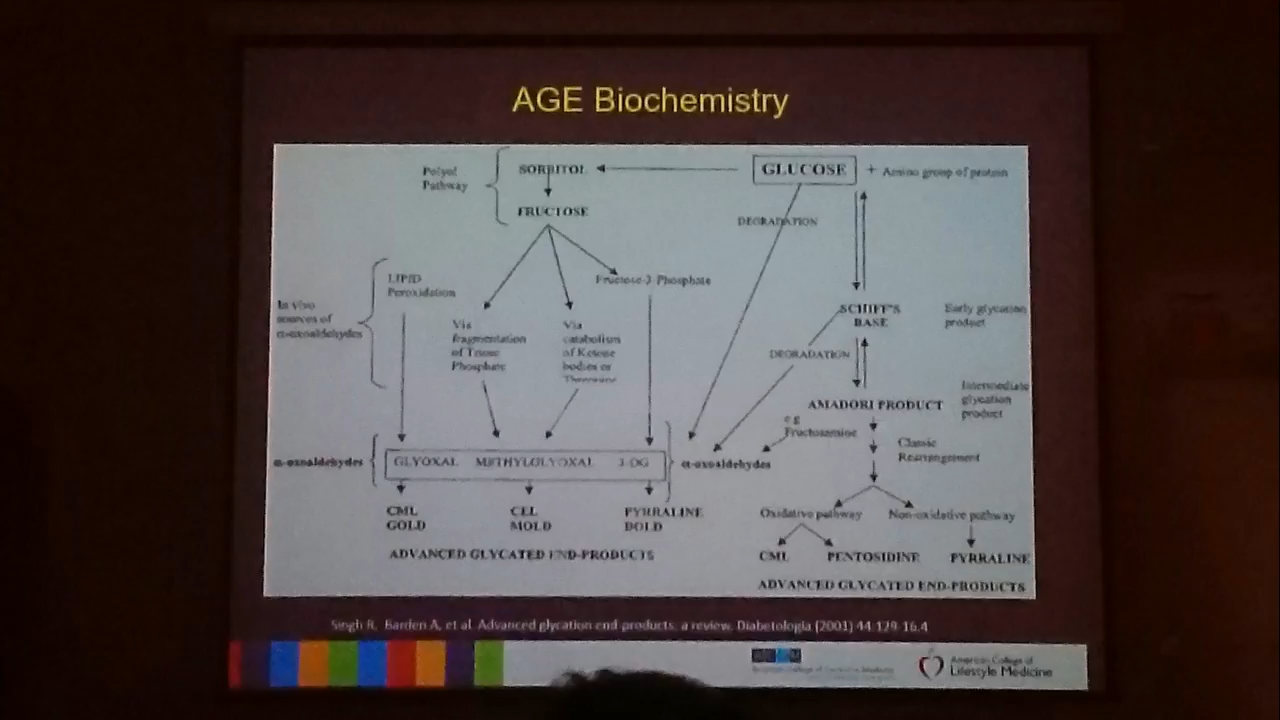 AGE Biochemistry
Polyol
Pathway
SORBITOL
GLUCOSE
+ Amino group of protein
FRUCTOSE
DEGRADATION
LIPID
Peroxidation
Fructose-3 Phosphate
In vivo
sources of
α-oxoaldehydes
Via
fragmentation
of Triose
Phosphate
Via
catabolism
of Ketone
bodies or
Threonine
SCHIFF'S
BASE
Early glycation
product
DEGRADATION
AMADORI PRODUCT
Intermediate
glycation
product
e.g
Fructosamine
Classic
Rearrangement
α-oxoaldehydes
GLYOXAL METHYLGLYOXAL 3-DG
α-oxoaldehydes
CML
GOLD
CEL
MOLD
PYRRALINE
DOLD
Oxidative pathway
Non-oxidative pathway
ADVANCED GLYCATED END-PRODUCTS
CML PENTOSIDINE PYRRALINE
ADVANCED GLYCATED END-PRODUCTS
Singh R, Barden A, et al. Advanced glycation end products: a review. Diabetologia (2001) 44:129-16.4
American College of
Lifestyle Medicine